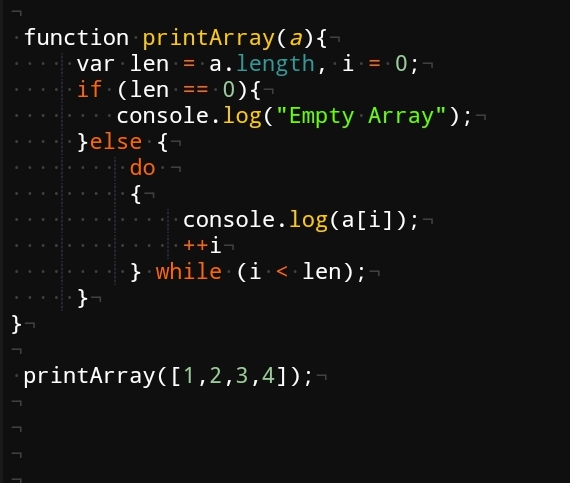 function printArray(a){
    var len = a.length, i = 0;
    if (len == 0){
       console.log("Empty Array");
    }else {
        do
        {
            console.log(a[i]);
            ++i
        } while (i < len);
    }
}

printArray([1,2,3,4]);